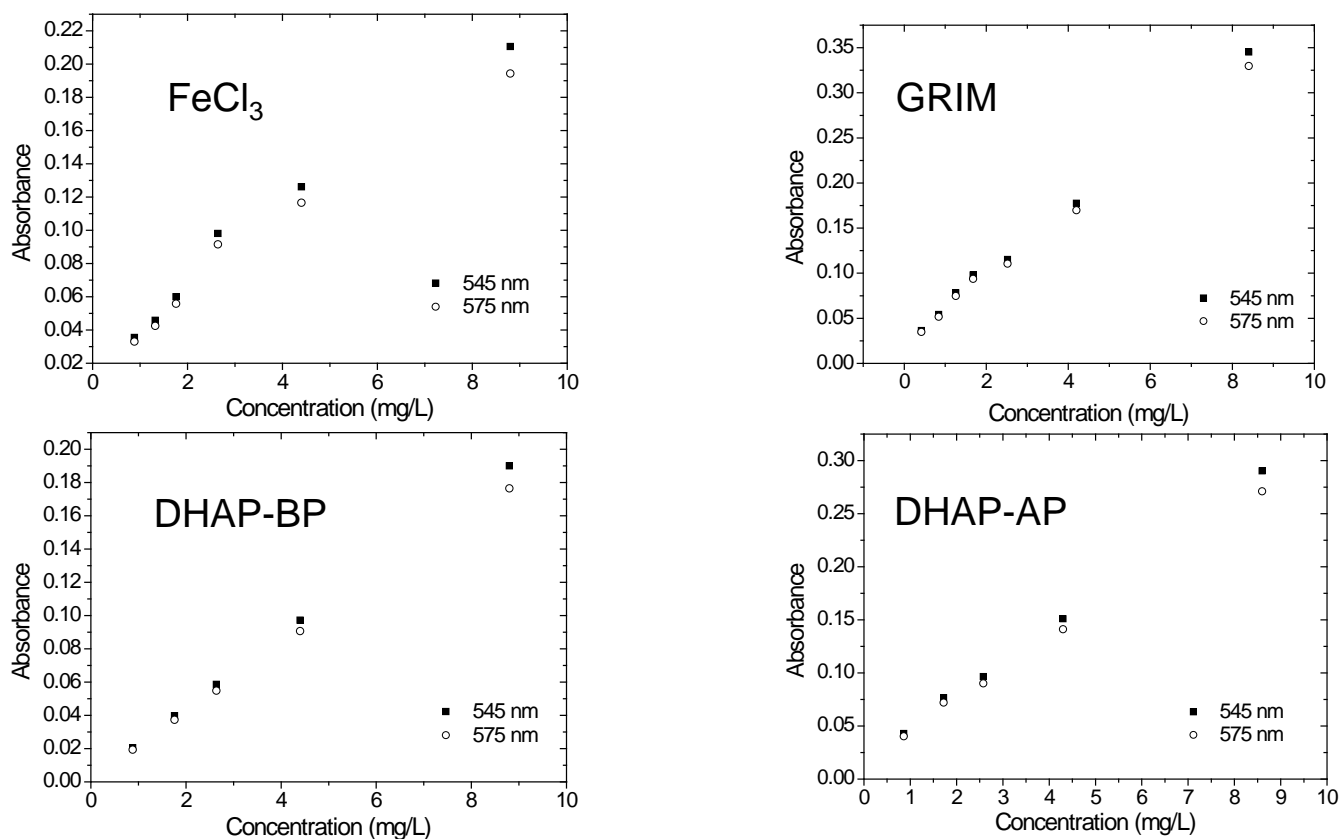 0.22
0.20
0.18
0.16
0.14
0.12
0.10
0.08
0.06
0.04
0.02
Absorbance
FeCl₃
545 nm
575 nm
0 2 4 6 8 10
Concentration (mg/L)
0.35
0.30
0.25
0.20
0.15
0.10
0.05
0.00
Absorbance
GRIM
545 nm
575 nm
0 2 4 6 8 10
Concentration (mg/L)
0.20
0.18
0.16
0.14
0.12
0.10
0.08
0.06
0.04
0.02
0.00
Absorbance
DHAP-BP
545 nm
575 nm
0 2 4 6 8 10
Concentration (mg/L)
0.30
0.25
0.20
0.15
0.10
0.05
0.00
Absorbance
DHAP-AP
545 nm
575 nm
0 1 2 3 4 5 6 7 8 9 10
Concentration (mg/L)